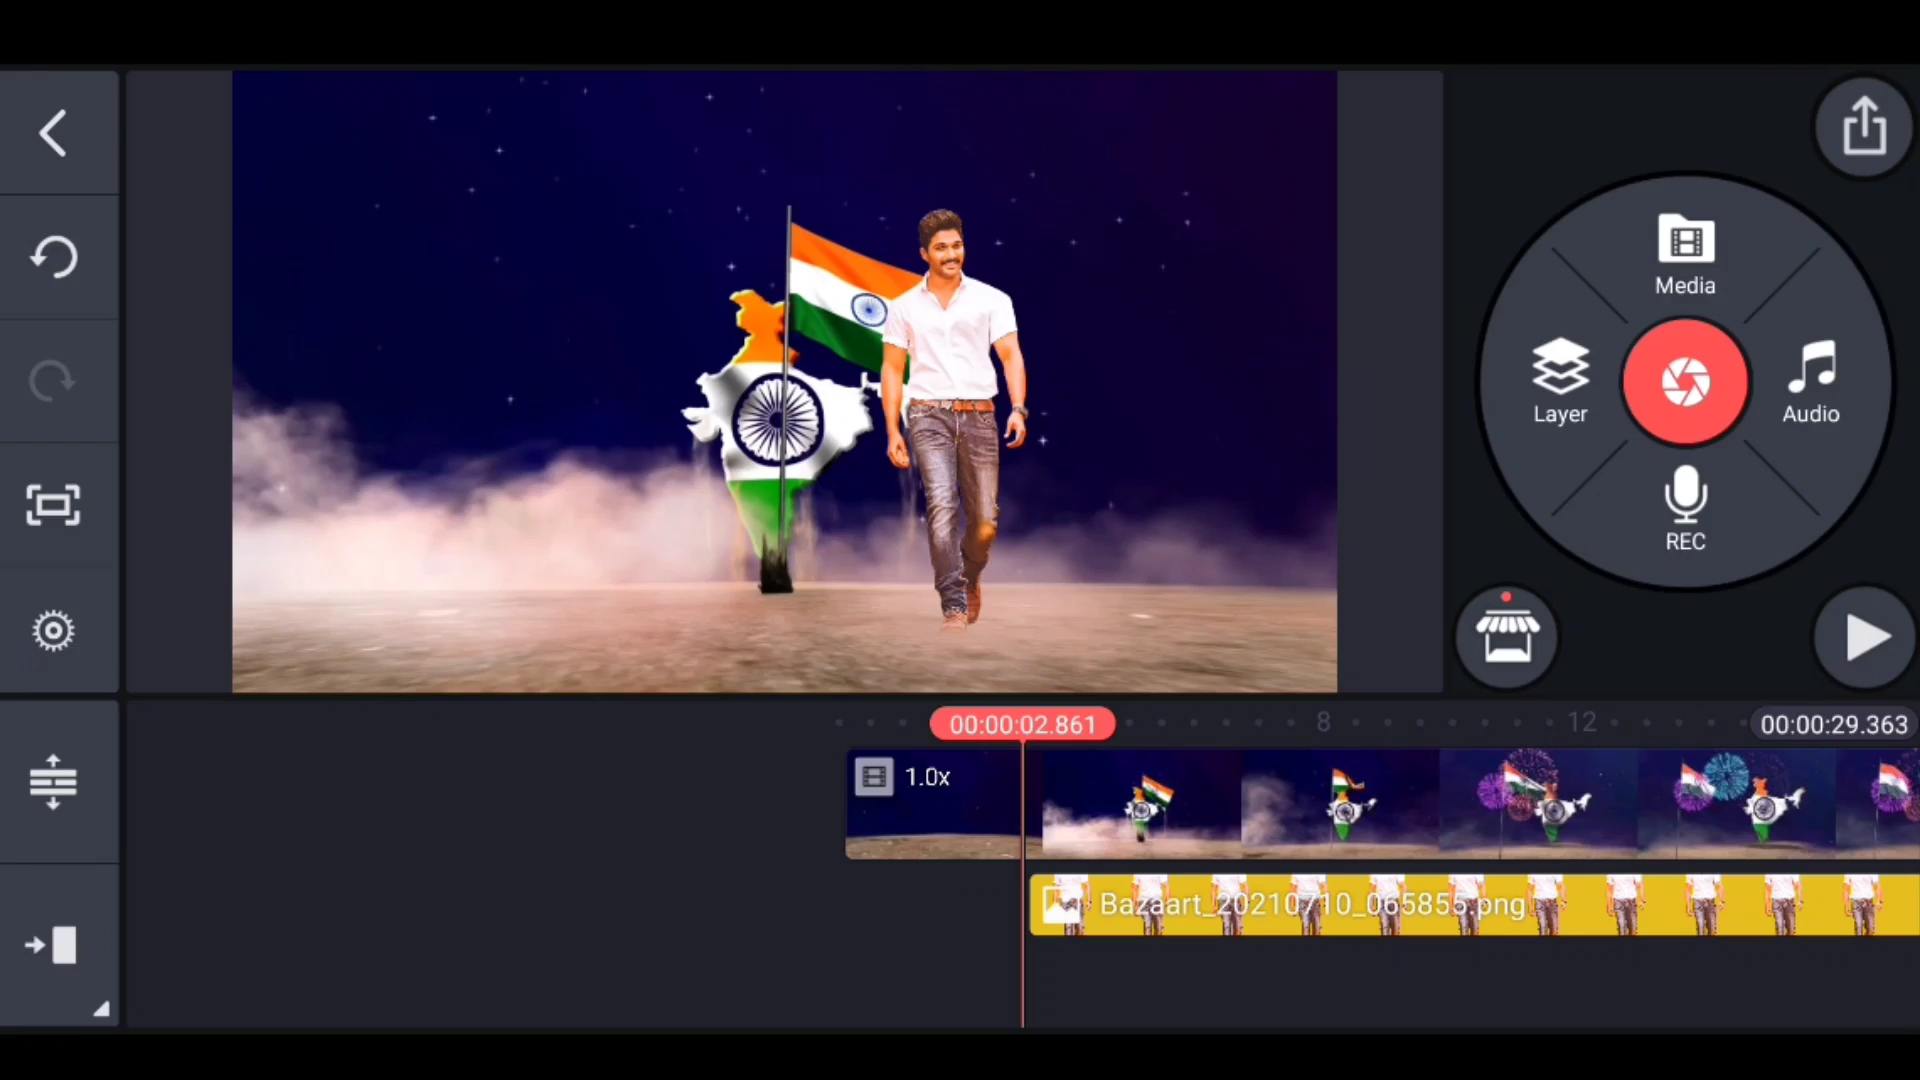 Media
Layer
Audio
REC
00:00:02.861
8
12
00:00:29.363
1.0x
Bazaart_20210710_065855.png